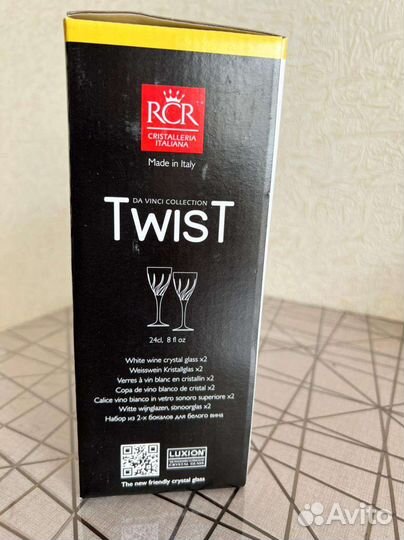 RCR
CRISTALLERIA
ITALIANA
Made in Italy
DA VINCI COLLECTION
TWIST
24cl, 8 fl oz
White wine crystal glass x2
Weisswein Kristallglas x2
Verres à vin blanc en cristallin x2
Copa de vino blanco de cristal x2
Calice vino bianco in vetro sonoro superiore x2
Witte wijnglazen, sonoorglas x2
Набор из 2-х бокалов для белого вина
LUXION
CRYSTAL GLASS
The new friendly crystal glass
Avito